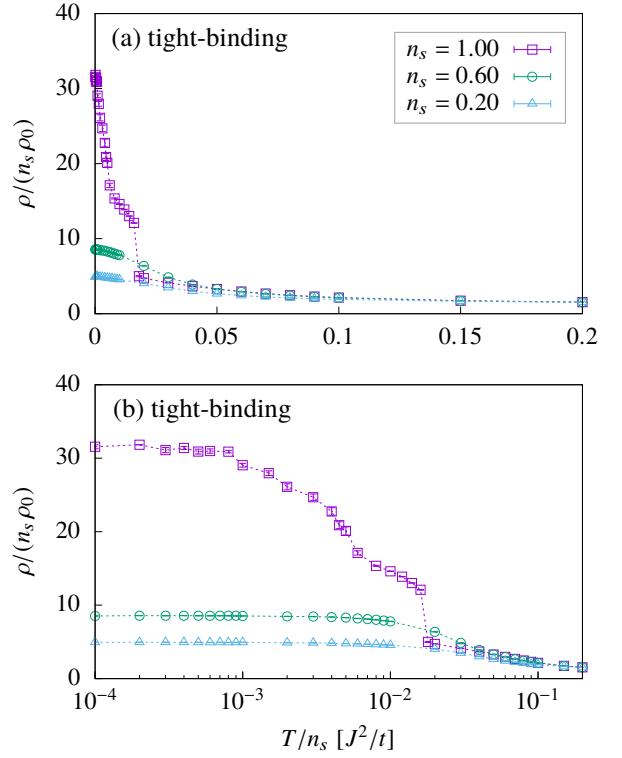 (a) tight-binding
n_s = 1.00
n_s = 0.60
n_s = 0.20
ρ/(n_s ρ_0)
40
30
20
10
0
0 0.05 0.1 0.15 0.2
(b) tight-binding
ρ/(n_s ρ_0)
40
30
20
10
0
10^{-4} 10^{-3} 10^{-2} 10^{-1}
T/n_s [J^2/t]